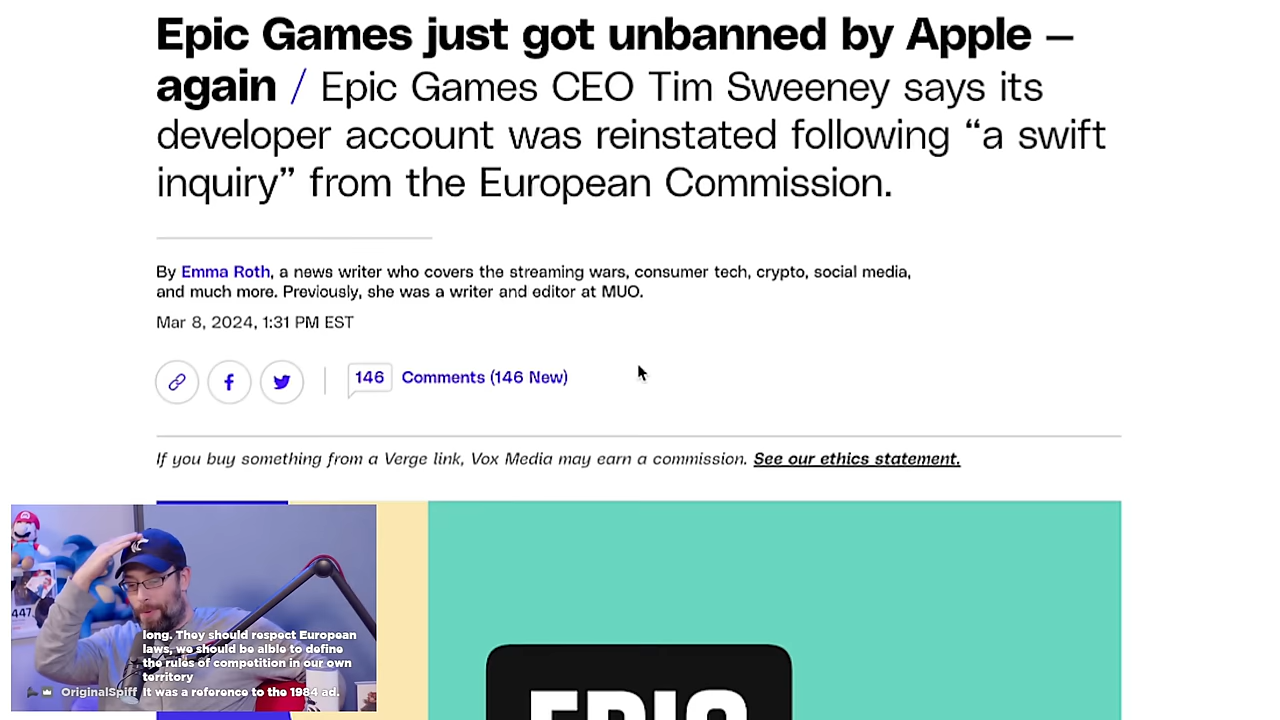 Epic Games just got unbanned by Apple —
again / Epic Games CEO Tim Sweeney says its
developer account was reinstated following “a swift
inquiry” from the European Commission.
By Emma Roth, a news writer who covers the streaming wars, consumer tech, crypto, social media,
and much more. Previously, she was a writer and editor at MUO.
Mar 8, 2024, 1:31 PM EST
146 Comments (146 New)
If you buy something from a Verge link, Vox Media may earn a commission. See our ethics statement.
447
long. They should respect European
laws, we should be alble to define
the rules of competition in our own
territory
OriginalSpiff It was a reference to the 1984 ad.
EPIC